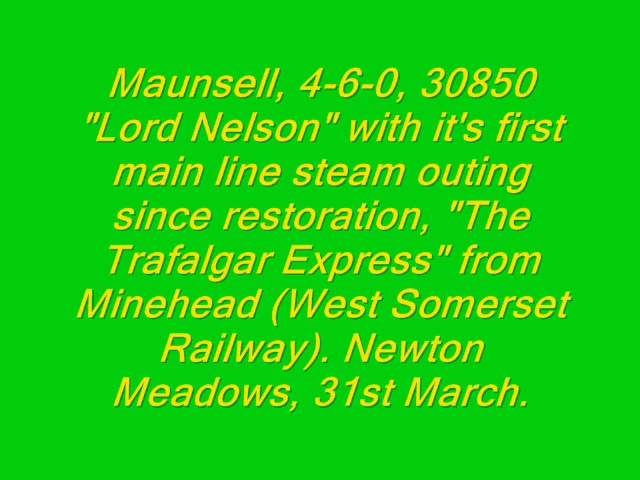 Maunsell, 4-6-0, 30850
"Lord Nelson" with it's first
main line steam outing
since restoration, "The
Trafalgar Express" from
Minehead (West Somerset
Railway). Newton
Meadows, 31st March.